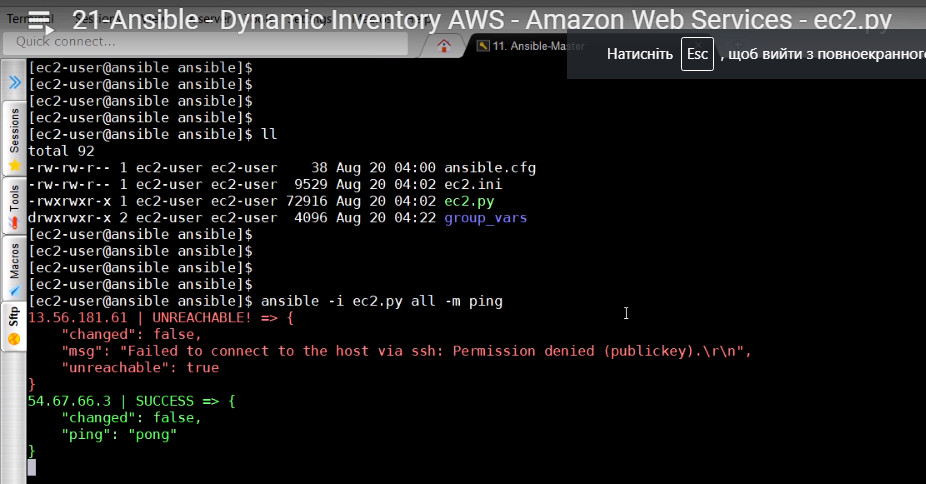 21-Ansible - Dynamic Inventory AWS - Amazon Web Services - ec2.py
Quick connect...
11. Ansible-Master
Натисніть Esc , щоб вийти з повноекранного
[ec2-user@ansible ansible]$
[ec2-user@ansible ansible]$
[ec2-user@ansible ansible]$
[ec2-user@ansible ansible]$
[ec2-user@ansible ansible]$ ll
total 92
-rw-rw-r-- 1 ec2-user ec2-user    38 Aug 20 04:00 ansible.cfg
-rw-rw-r-- 1 ec2-user ec2-user  9529 Aug 20 04:02 ec2.ini
-rwxrwxr-x 1 ec2-user ec2-user 72916 Aug 20 04:02 ec2.py
drwxrwxr-x 2 ec2-user ec2-user  4096 Aug 20 04:22 group_vars
[ec2-user@ansible ansible]$
[ec2-user@ansible ansible]$
[ec2-user@ansible ansible]$
[ec2-user@ansible ansible]$
[ec2-user@ansible ansible]$ ansible -i ec2.py all -m ping
13.56.181.61 | UNREACHABLE! => {
    "changed": false,
    "msg": "Failed to connect to the host via ssh: Permission denied (publickey).\r\n",
    "unreachable": true
}
54.67.66.3 | SUCCESS => {
    "changed": false,
    "ping": "pong"
}
Sessions
Tools
Macros
Sftp